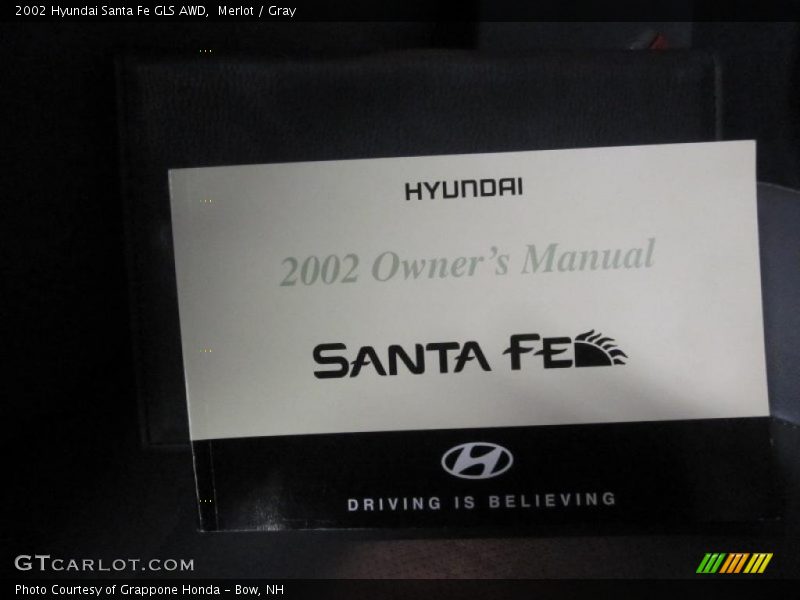 2002 Hyundai Santa Fe GLS AWD,  Merlot / Gray
HYUNDAI
2002 Owner's Manual
SANTA FE
DRIVING IS BELIEVING
GTCARLOT.COM
Photo Courtesy of Grappone Honda - Bow, NH